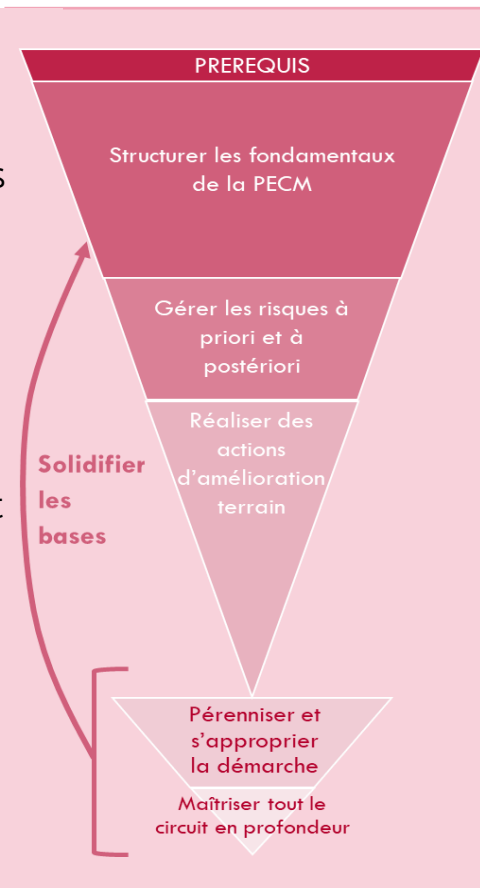 PREREQUIS
Structurer les fondamentaux
de la PECM
s
Gérer les risques à
priori et à
postériori
Réaliser des
actions
d'amélioration
terrain
Solidifier
les
bases
t
Pérenniser et
s'approprier
la démarche
Maîtriser tout le
circuit en profondeur